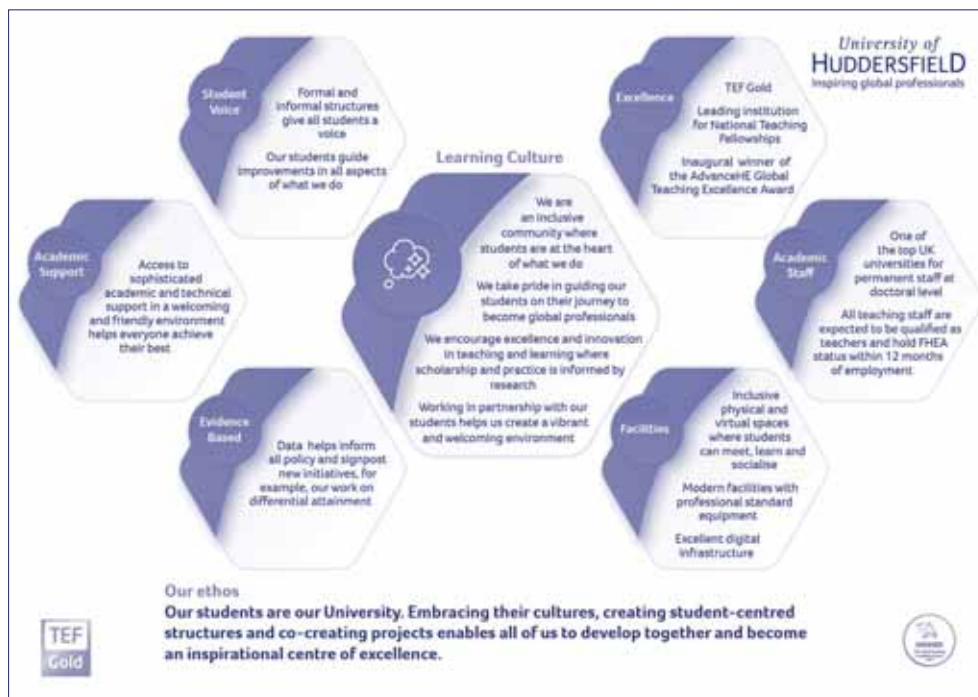 University of
HUDDERSFIELD
Inspiring global professionals
Student
Voice
Formal and
informal structures
give all students a
voice
Our students guide
improvements in all aspects
of what we do
Excellence
TEF Gold
Leading institution
for National Teaching
Fellowships
Inaugural winner of
the AdvanceHE Global
Teaching Excellence Award
Learning Culture
We are
an inclusive
community where
students are at the heart
of what we do
We take pride in guiding our
students on their journey to
become global professionals
We encourage excellence and innovation
in teaching and learning where
scholarship and practice is informed by
research
Working in partnership with our
students helps us create a vibrant
and welcoming environment
Academic
Support
Access to
sophisticated
academic and technical
support in a welcoming
and friendly environment
helps everyone achieve
their best
Academic
Staff
One of
the top UK
universities for
permanent staff at
doctoral level
All teaching staff are
expected to be qualified as
teachers and hold FHEA
status within 12 months
of employment
Evidence
Based
Data helps inform
all policy and signpost
new initiatives, for
example, our work on
differential attainment
Facilities
Inclusive
physical and
virtual spaces
where students
can meet, learn and
socialise
Modern facilities with
professional standard
equipment
Excellent digital
infrastructure
Our ethos
Our students are our University. Embracing their cultures, creating student-centred
structures and co-creating projects enables all of us to develop together and become
an inspirational centre of excellence.
TEF
Gold